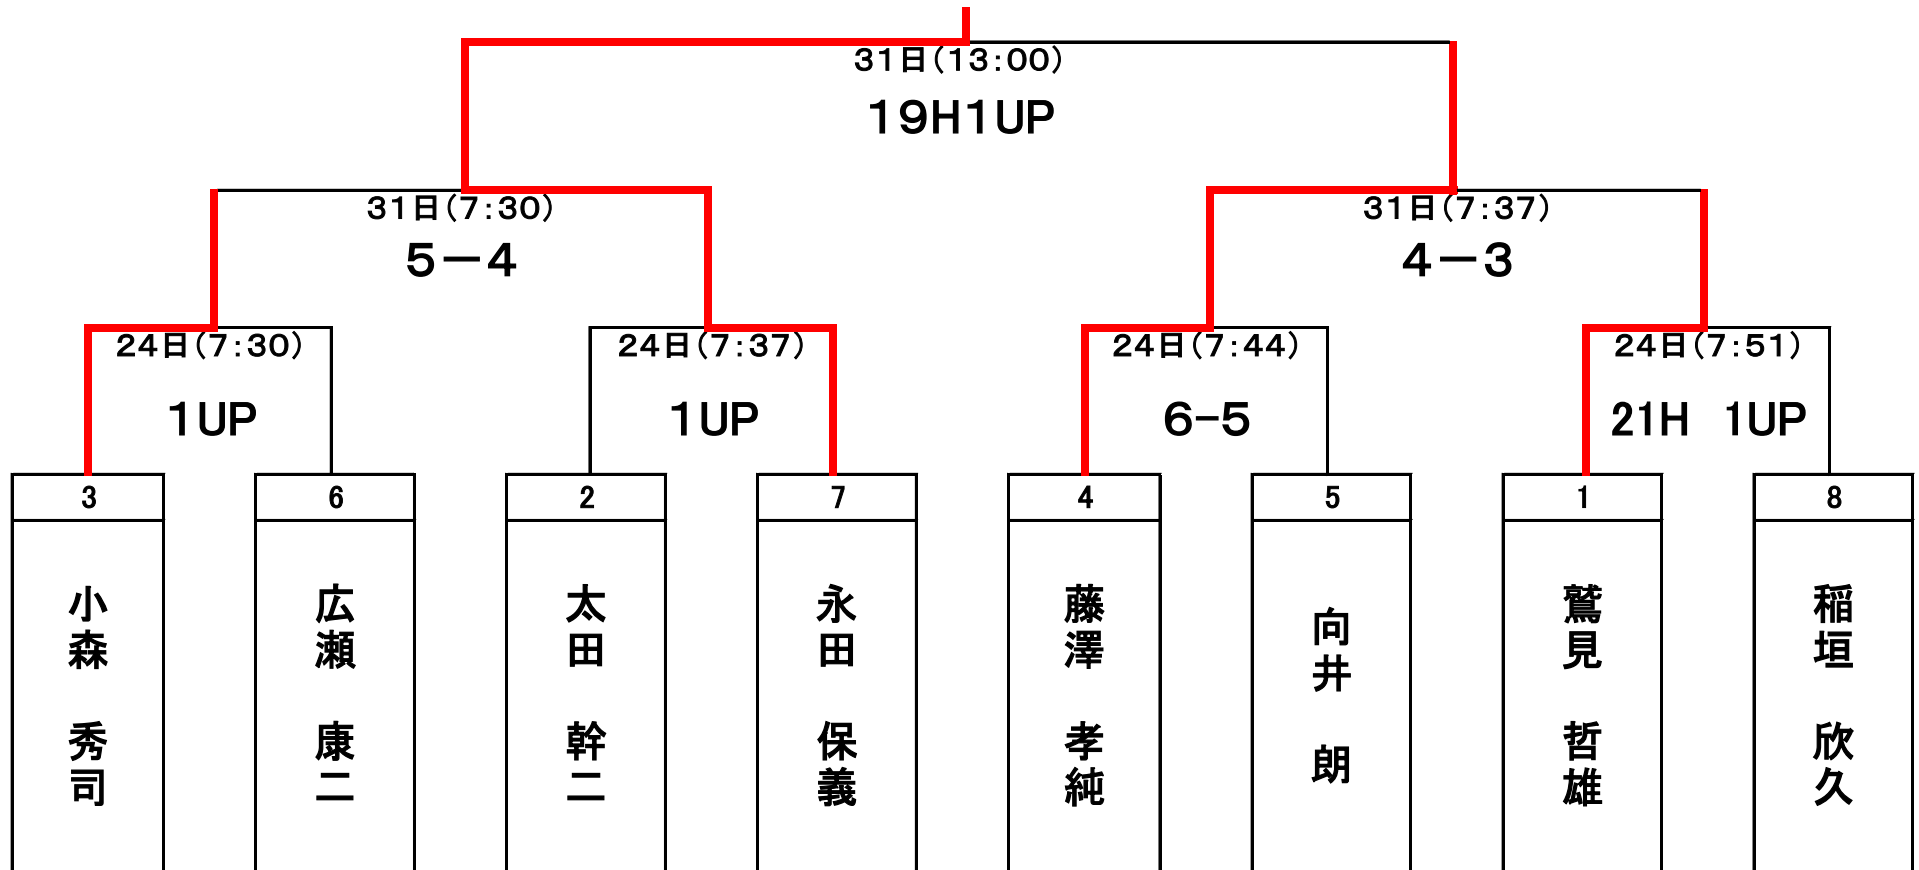 31日(13:00)
19H1UP
31日(7:30)
31日(7:37)
5－4
4－3
24日(7:30)
24日(7:37)
24日(7:44)
24日(7:51)
1UP
1UP
6-5
21H　1UP
3
6
2
7
4
5
1
8
小森　秀司
広瀬　康二
太田　幹二
永田　保義
藤澤　孝純
向井　朗
鷲見　哲雄
稲垣　欣久